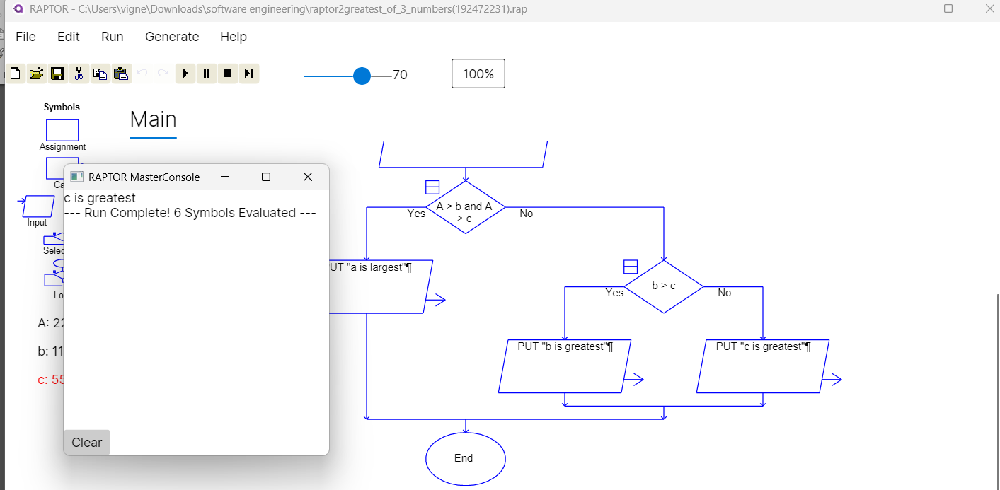 RAPTOR - C:\Users\vigne\Downloads\software engineering\raptor2greatest_of_3_numbers(192472231).rap
File Edit Run Generate Help
70
100%
Symbols
Main
Assignment
Ca
Input
Selec
Lo
A: 22
b: 11
c: 55
RAPTOR MasterConsole
c is greatest
--- Run Complete! 6 Symbols Evaluated ---
Clear
A > b and A
> c
Yes
No
UT "a is largest"¶
b > c
Yes
No
PUT "b is greatest"¶
PUT "c is greatest"¶
End